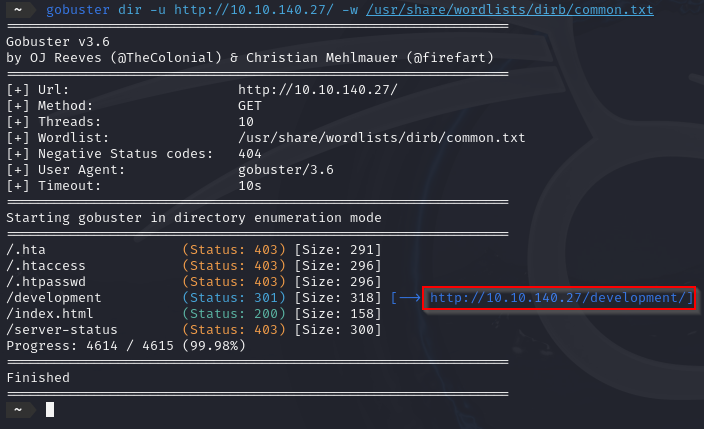 ~ gobuster dir -u http://10.10.140.27/ -w /usr/share/wordlists/dirb/common.txt
===============================================================
Gobuster v3.6
by OJ Reeves (@TheColonial) & Christian Mehlmauer (@firefart)
===============================================================
[+] Url:                     http://10.10.140.27/
[+] Method:                  GET
[+] Threads:                 10
[+] Wordlist:                /usr/share/wordlists/dirb/common.txt
[+] Negative Status codes:   404
[+] User Agent:              gobuster/3.6
[+] Timeout:                 10s
===============================================================
Starting gobuster in directory enumeration mode
===============================================================
/.hta                 (Status: 403) [Size: 291]
/.htaccess            (Status: 403) [Size: 296]
/.htpasswd            (Status: 403) [Size: 296]
/development          (Status: 301) [Size: 318] [--> http://10.10.140.27/development/]
/index.html           (Status: 200) [Size: 158]
/server-status        (Status: 403) [Size: 300]
Progress: 4614 / 4615 (99.98%)
===============================================================
Finished
===============================================================
~